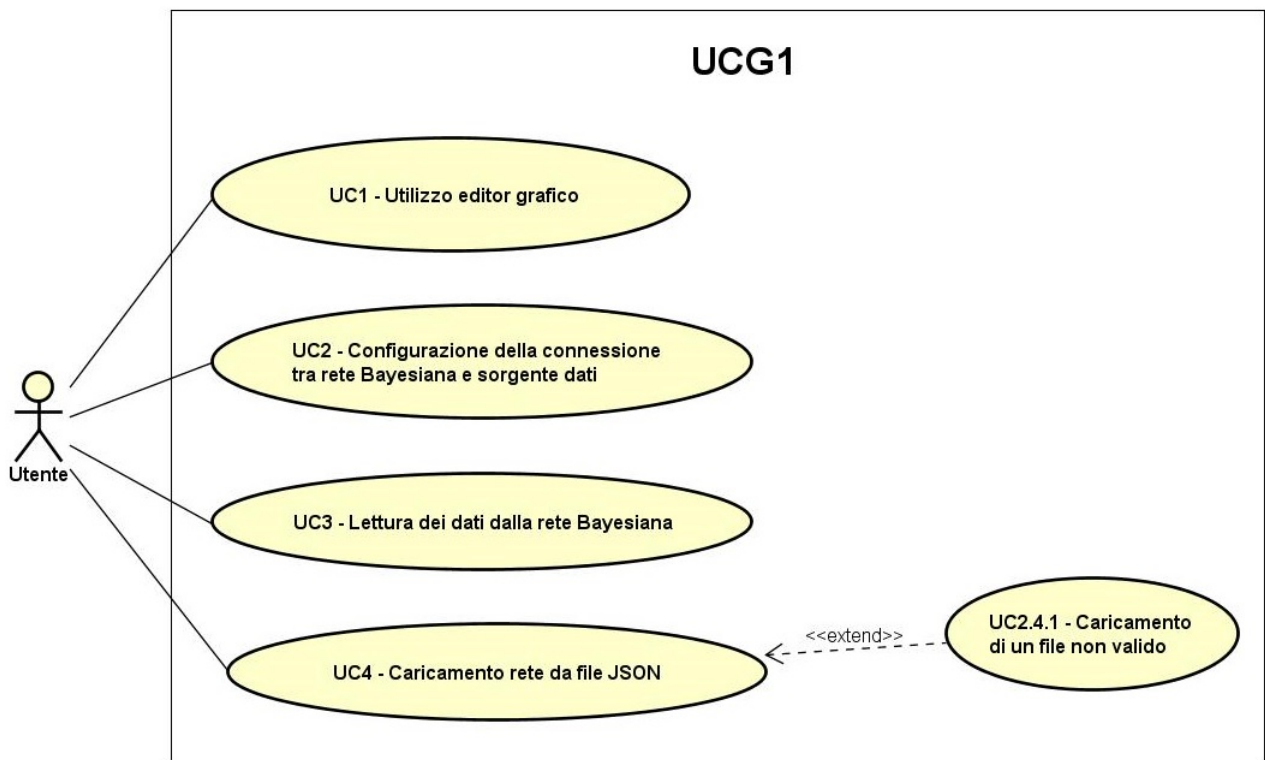 UCG1
UC1 - Utilizzo editor grafico
UC2 - Configurazione della connessione
tra rete Bayesiana e sorgente dati
Utente
UC3 - Lettura dei dati dalla rete Bayesiana
UC4 - Caricamento rete da file JSON
<<extend>>
UC2.4.1 - Caricamento
di un file non valido